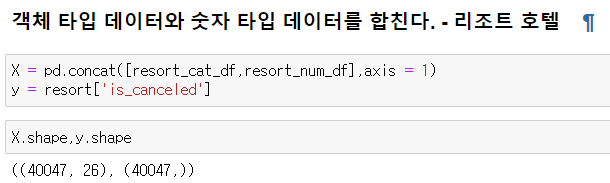 객체 타입 데이터와 숫자 타입 데이터를 합친다. - 리조트 호텔 ¶
X = pd.concat([resort_cat_df,resort_num_df],axis = 1)
y = resort['is_canceled']
X.shape,y.shape
((40047, 26), (40047,))